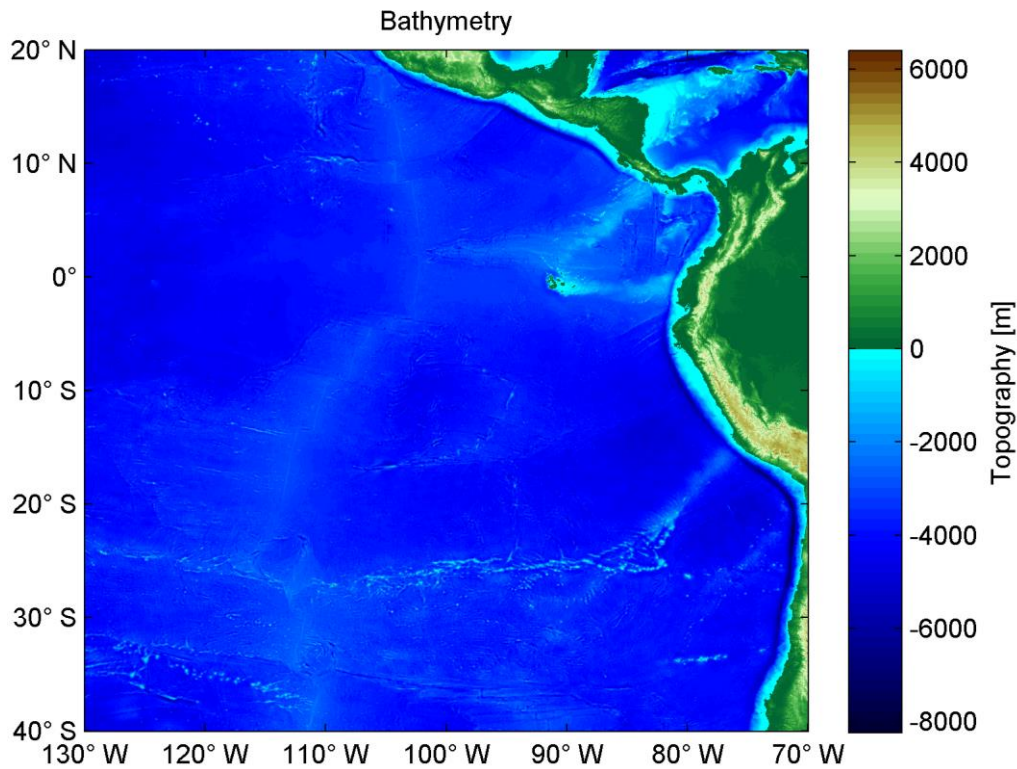 Bathymetry
20° N
10° N
0°
10° S
20° S
30° S
40° S
130° W
120° W
110° W
100° W
90° W
80° W
70° W
6000
4000
2000
0
-2000
-4000
-6000
-8000
Topography [m]